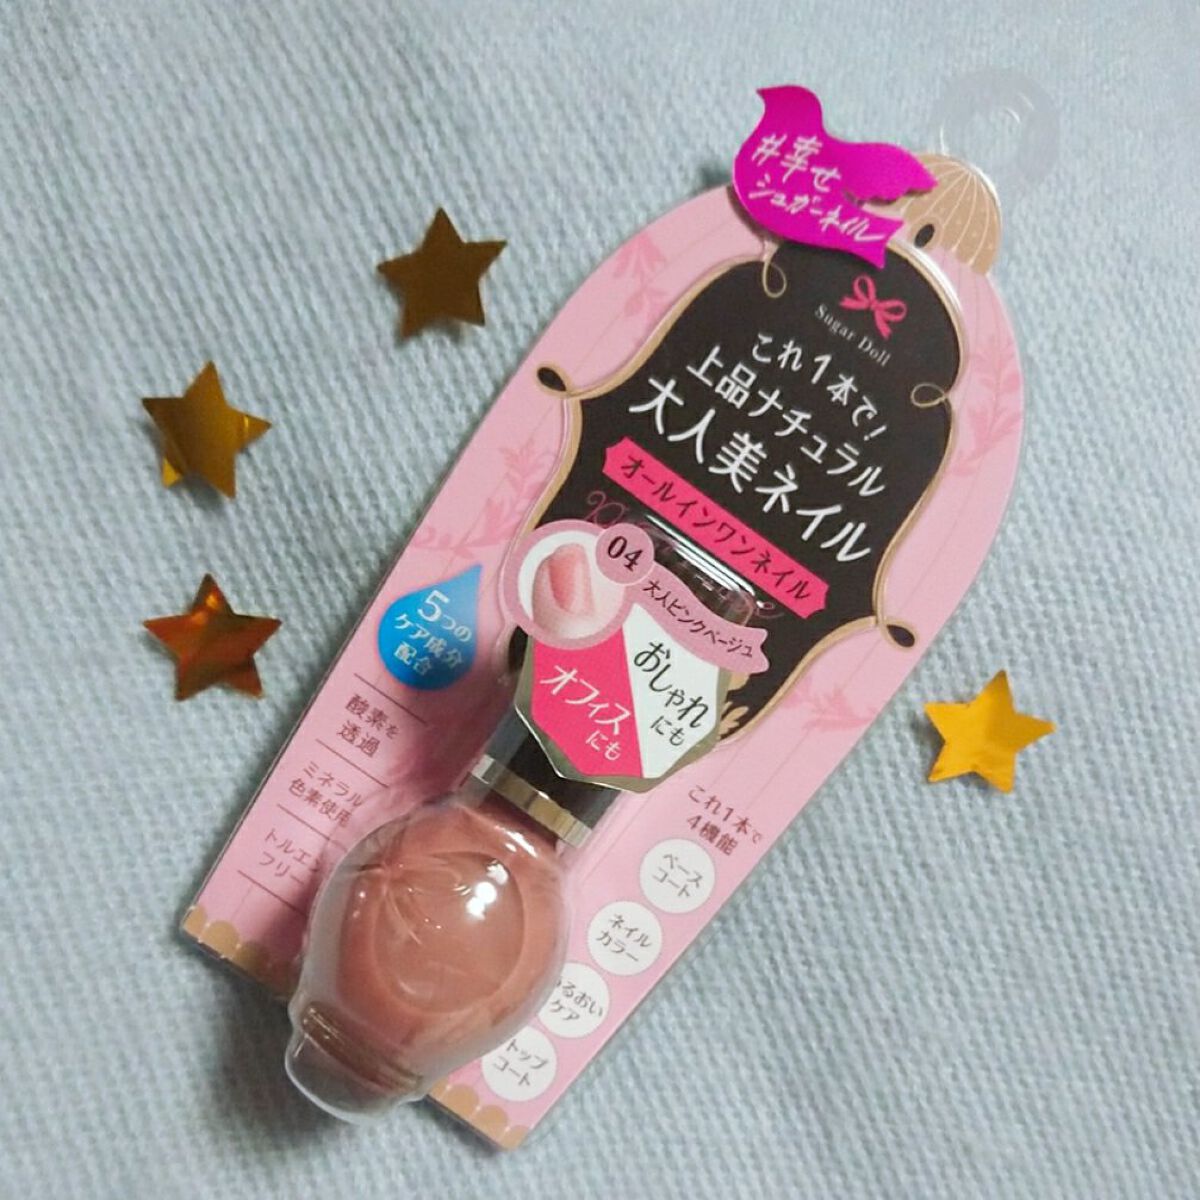 #幸せ
シュガーネイル
Sugar Doll
これ1本で!
上品ナチュラル
大人美ネイル
オールインワンネイル
04
大人ピンクベージュ
おしゃれ
にも
オフィス
にも
5つの
ケア成分
配合
酸素を
透過
ミネラル
色素使用
トルエン
フリー
これ1本で
4機能
ベース
コート
ネイル
カラー
るおい
ケア
トップ
コート